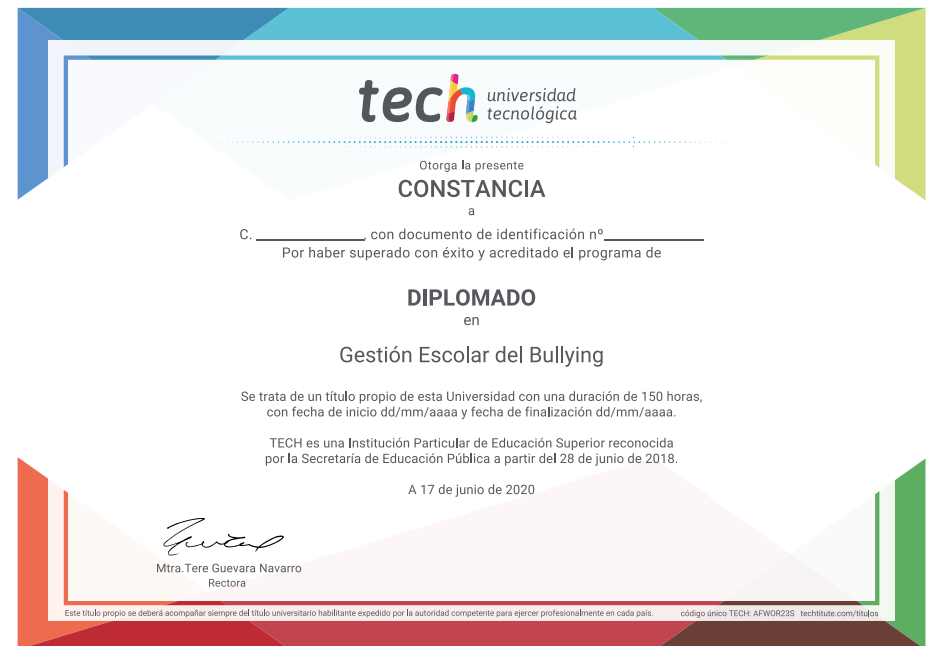 tech universidad
tecnológica
Otorga la presente
CONSTANCIA
a
C. ______________, con documento de identificación nº______________
Por haber superado con éxito y acreditado el programa de
DIPLOMADO
en
Gestión Escolar del Bullying
Se trata de un título propio de esta Universidad con una duración de 150 horas,
con fecha de inicio dd/mm/aaaa y fecha de finalización dd/mm/aaaa.
TECH es una Institución Particular de Educación Superior reconocida
por la Secretaría de Educación Pública a partir del 28 de junio de 2018.
A 17 de junio de 2020
Mtra.Tere Guevara Navarro
Rectora
Este título propio se deberá acompañar siempre del título universitario habilitante expedido por la autoridad competente para ejercer profesionalmente en cada país. código único TECH: AFWOR23S techtitute.com/titulos